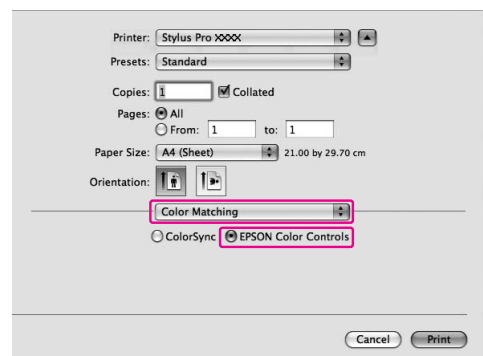 Printer: Stylus Pro XXXX
Presets: Standard
Copies: 1 Collated
Pages: All
From: 1 to: 1
Paper Size: A4 (Sheet) 21.00 by 29.70 cm
Orientation:
Color Matching
ColorSync EPSON Color Controls
Cancel Print